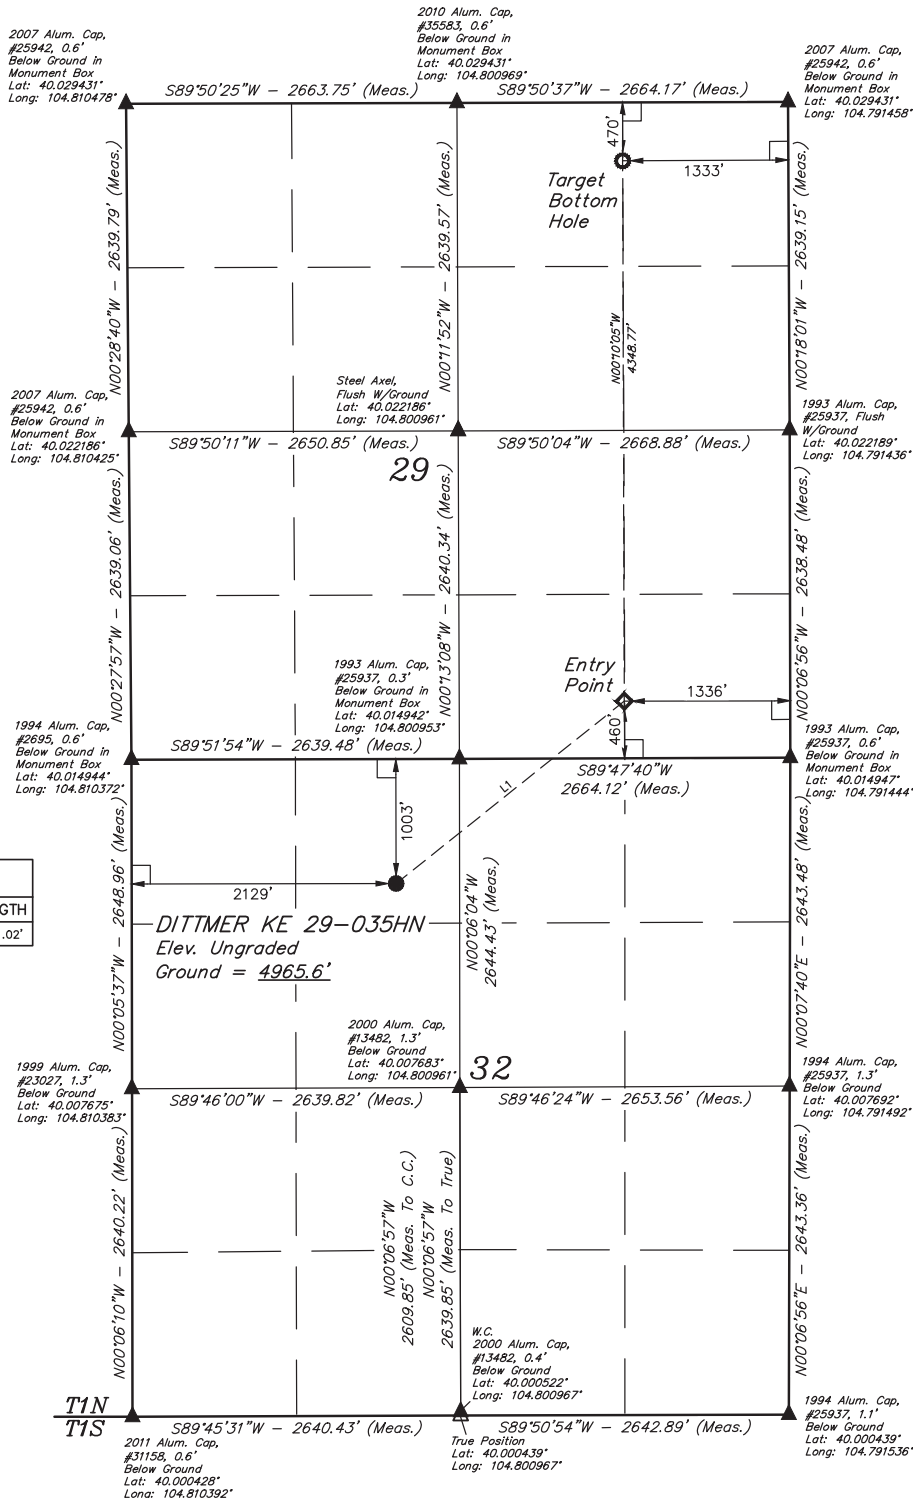 2007 Alum. Cap,
#25942, 0.6'
Below Ground in
Monument Box
Lat: 40.029431°
Long: 104.810478°
2010 Alum. Cap,
#35583, 0.6'
Below Ground in
Monument Box
Lat: 40.029431°
Long: 104.800969°
2007 Alum. Cap,
#25942, 0.6'
Below Ground in
Monument Box
Lat: 40.029431°
Long: 104.791458°
S89°50'25"W - 2663.75' (Meas.)
S89°50'37"W - 2664.17' (Meas.)
470'
1333'
Target
Bottom
Hole
N00°28'40"W - 2639.79' (Meas.)
N00°11'52"W - 2639.57' (Meas.)
N00°10'05"W
4348.77'
N00°18'01"W - 2639.15' (Meas.)
2007 Alum. Cap,
#25942, 0.6'
Below Ground in
Monument Box
Lat: 40.022186°
Long: 104.810425°
Steel Axel,
Flush W/Ground
Lat: 40.022186°
Long: 104.800961°
1993 Alum. Cap,
#25937, Flush
W/Ground
Lat: 40.022189°
Long: 104.791436°
S89°50'11"W - 2650.85' (Meas.)
S89°50'04"W - 2668.88' (Meas.)
29
N00°27'57"W - 2639.06' (Meas.)
N00°13'08"W - 2640.34' (Meas.)
N00°06'56"W - 2638.48' (Meas.)
Entry
Point
1336'
460'
1994 Alum. Cap,
#2695, 0.6'
Below Ground in
Monument Box
Lat: 40.014944°
Long: 104.810372°
1993 Alum. Cap,
#25937, 0.3'
Below Ground in
Monument Box
Lat: 40.014942°
Long: 104.800953°
1993 Alum. Cap,
#25937, 0.6'
Below Ground in
Monument Box
Lat: 40.014947°
Long: 104.791444°
S89°51'54"W - 2639.48' (Meas.)
S89°47'40"W
2664.12' (Meas.)
L1
1003'
2129'
GTH
.02'
DITTMER KE 29-035HN
Elev. Ungraded
Ground = 4965.6'
N00°05'37"W - 2648.96' (Meas.)
N00°06'04"W
2644.43' (Meas.)
N00°07'40"E - 2643.48' (Meas.)
1999 Alum. Cap,
#23027, 1.3'
Below Ground
Lat: 40.007675°
Long: 104.810383°
2000 Alum. Cap,
#13482, 1.3'
Below Ground
Lat: 40.007683°
Long: 104.800961°
32
1994 Alum. Cap,
#25937, 1.3'
Below Ground
Lat: 40.007692°
Long: 104.791492°
S89°46'00"W - 2639.82' (Meas.)
S89°46'24"W - 2653.56' (Meas.)
N00°06'10"W - 2640.22' (Meas.)
N00°06'57"W
2609.85' (Meas. To C.C.)
N00°06'57"W
2639.85' (Meas. To True)
N00°06'56"E - 2643.36' (Meas.)
W.C.
2000 Alum. Cap,
#13482, 0.4'
Below Ground
Lat: 40.000522°
Long: 104.800967°
T1N
T1S
S89°45'31"W - 2640.43' (Meas.)
S89°50'54"W - 2642.89' (Meas.)
2011 Alum. Cap,
#31158, 0.6'
Below Ground
Lat: 40.000428°
Long: 104.810392°
True Position
Lat: 40.000439°
Long: 104.800967°
1994 Alum. Cap,
#25937, 1.1'
Below Ground
Lat: 40.000439°
Long: 104.791536°